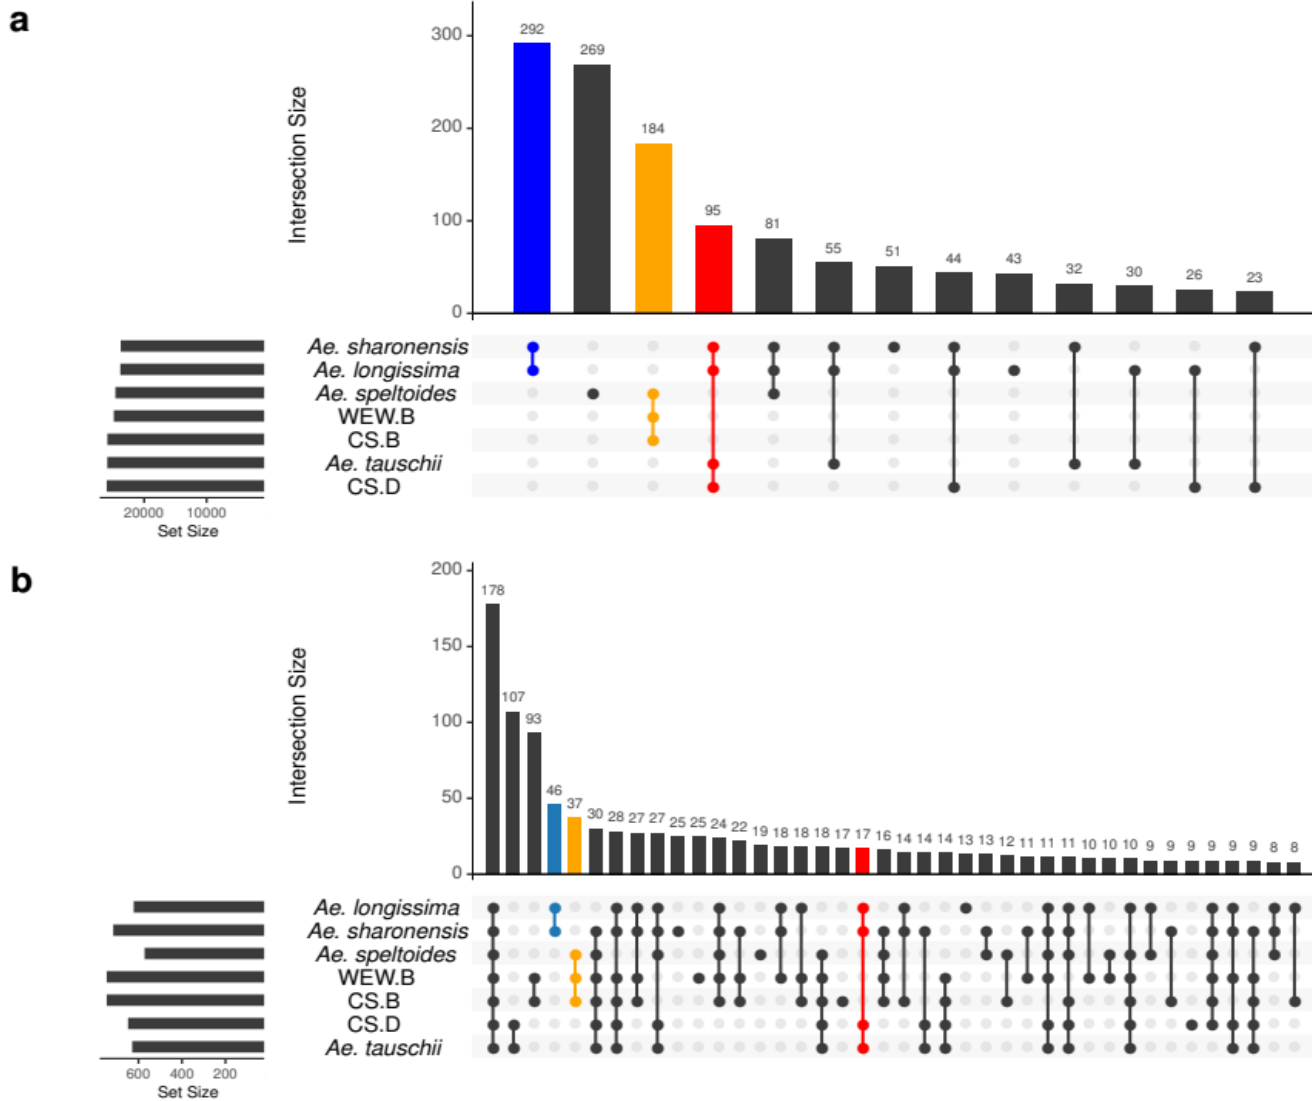 a
292
300
269
200
184
Intersection Size
100
95
81
55
51
44
43
32
30
26
23
0
Ae. sharonensis
Ae. longissima
Ae. speltoides
WEW.B
CS.B
Ae. tauschii
CS.D
20000 10000
Set Size
b
200
178
150
Intersection Size
107
100
93
50
46 37 30 28 27 27 25 25 24 22 19 18 18 18 17 17 16 14 14 14 13 13 12 11 11 11 10 10 10 9 9 9 9 9 9 8 8
0
Ae. longissima
Ae. sharonensis
Ae. speltoides
WEW.B
CS.B
CS.D
Ae. tauschii
600 400 200
Set Size